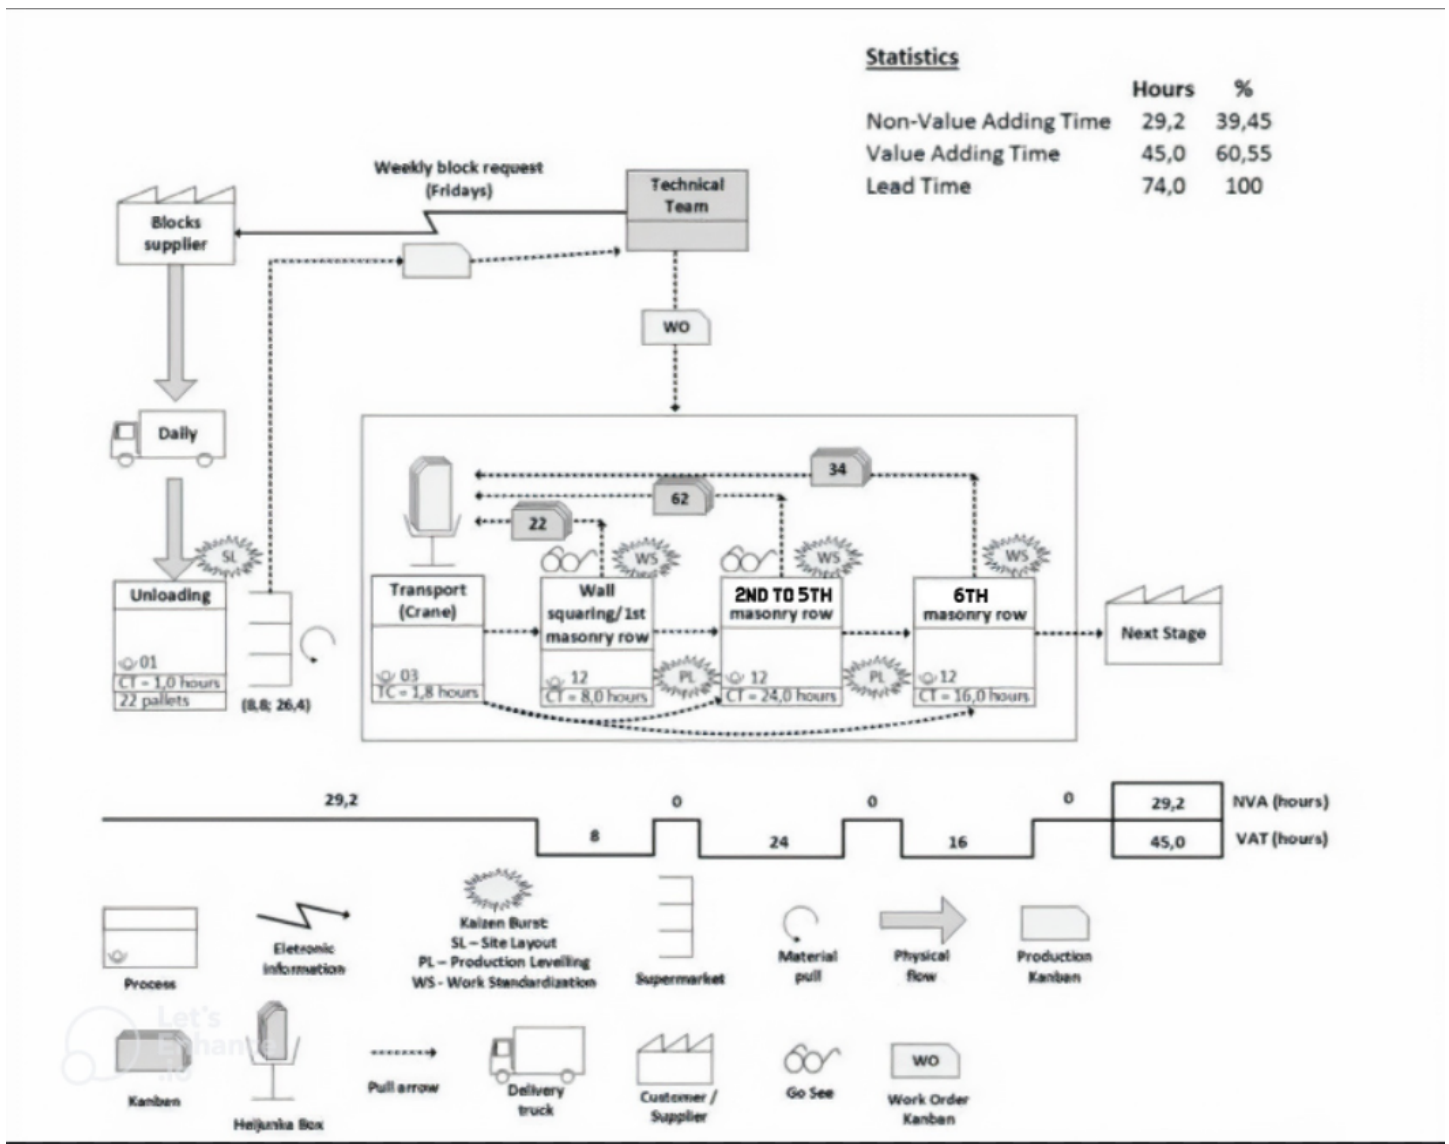 Statistics
Hours %
Non-Value Adding Time 29,2 39,45
Value Adding Time 45,0 60,55
Lead Time 74,0 100
Weekly block request
(Fridays)
Technical
Team
Blocks
supplier
WO
Daily
34
62
22
SL
WS
WS
WS
Unloading
01
CT = 1,0 hours
22 pallets
(8,8; 26,4)
Transport
(Crane)
03
TC = 1,8 hours
Wall
squaring/1st
masonry row
12
CT = 8,0 hours
PL
2ND TO 5TH
masonry row
12
CT = 24,0 hours
PL
6TH
masonry row
12
CT = 16,0 hours
Next Stage
29,2 0 0 0 29,2 NVA (hours)
8 24 16 45,0 VAT (hours)
Process
Eletronic
Information
Kaizen Burst
SL – Site Layout
PL – Production Levelling
WS - Work Standardization
Supermarket
Material
pull
Physical
flow
Production
Kanban
Let's
Enhance
.io
Kanban
Heijunka Box
Pull arrow
Delivery
truck
Customer /
Supplier
Go See
WO
Work Order
Kanban